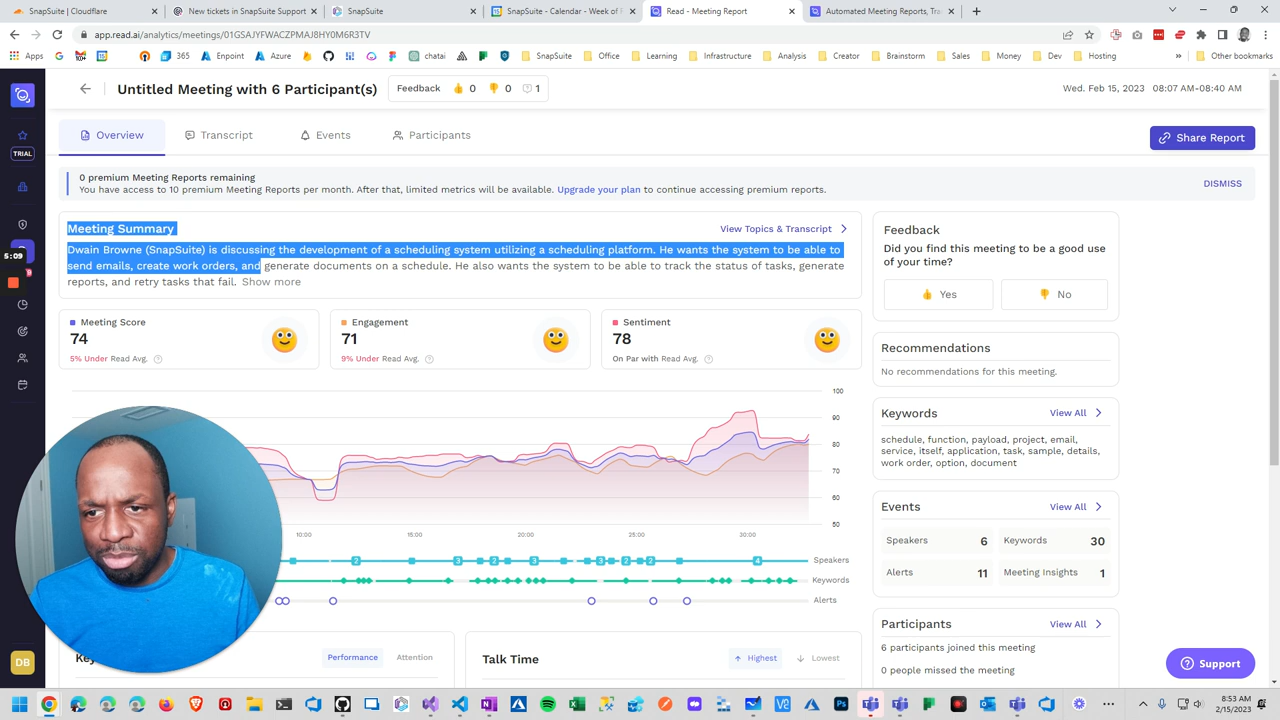 SnapSuite | Cloudflare
New tickets in SnapSuite Support
SnapSuite
SnapSuite - Calendar - Week of F
Read - Meeting Report
Automated Meeting Reports, Tra
app.read.ai/analytics/meetings/01GSAJYFWACZPMAJ8HY0M6R3TV
Apps
365
Enpoint
Azure
chatai
SnapSuite
Office
Learning
Infrastructure
Analysis
Creator
Brainstorm
Sales
Money
Dev
Hosting
»
Other bookmarks
Untitled Meeting with 6 Participant(s)
Feedback 0 0 1
Wed. Feb 15, 2023 08:07 AM-08:40 AM
Overview
Transcript
Events
Participants
Share Report
TRIAL
0 premium Meeting Reports remaining
You have access to 10 premium Meeting Reports per month. After that, limited metrics will be available. Upgrade your plan to continue accessing premium reports.
DISMISS
Meeting Summary
View Topics & Transcript
Dwain Browne (SnapSuite) is discussing the development of a scheduling system utilizing a scheduling platform. He wants the system to be able to
send emails, create work orders, and generate documents on a schedule. He also wants the system to be able to track the status of tasks, generate
reports, and retry tasks that fail. Show more
5:09
Feedback
Did you find this meeting to be a good use
of your time?
Yes
No
Meeting Score
74
5% Under Read Avg.
Engagement
71
9% Under Read Avg.
Sentiment
78
On Par with Read Avg.
Recommendations
No recommendations for this meeting.
100
90
80
70
60
50
10:00
15:00
20:00
25:00
30:00
2
3
2
3
3
2
2
4
Speakers
Keywords
Alerts
Keywords
View All
schedule, function, payload, project, email,
service, itself, application, task, sample, details,
work order, option, document
Events
View All
Speakers 6
Keywords 30
Alerts 11
Meeting Insights 1
Participants
View All
6 participants joined this meeting
0 people missed the meeting
Performance
Attention
Talk Time
Highest
Lowest
Support
DB
8:53 AM
2/15/2023